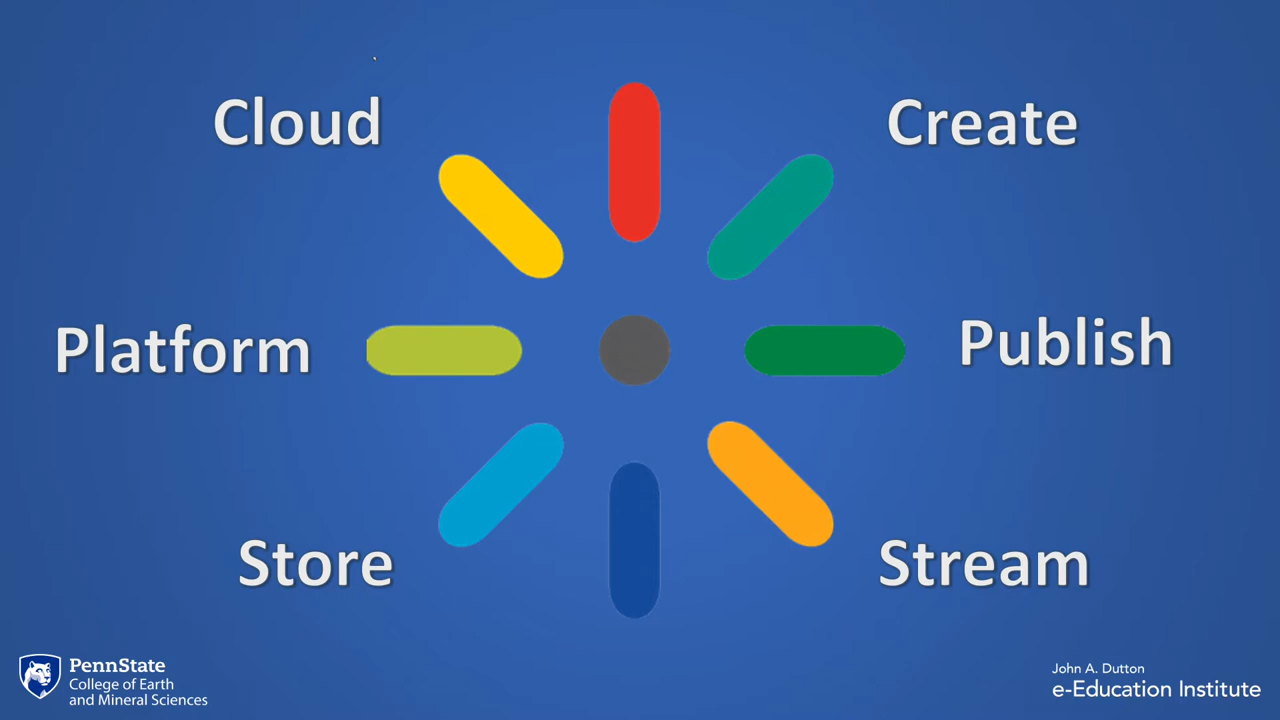 Cloud
Create
Platform
Publish
Store
Stream
PennState
College of Earth
and Mineral Sciences
John A. Dutton
e-Education Institute